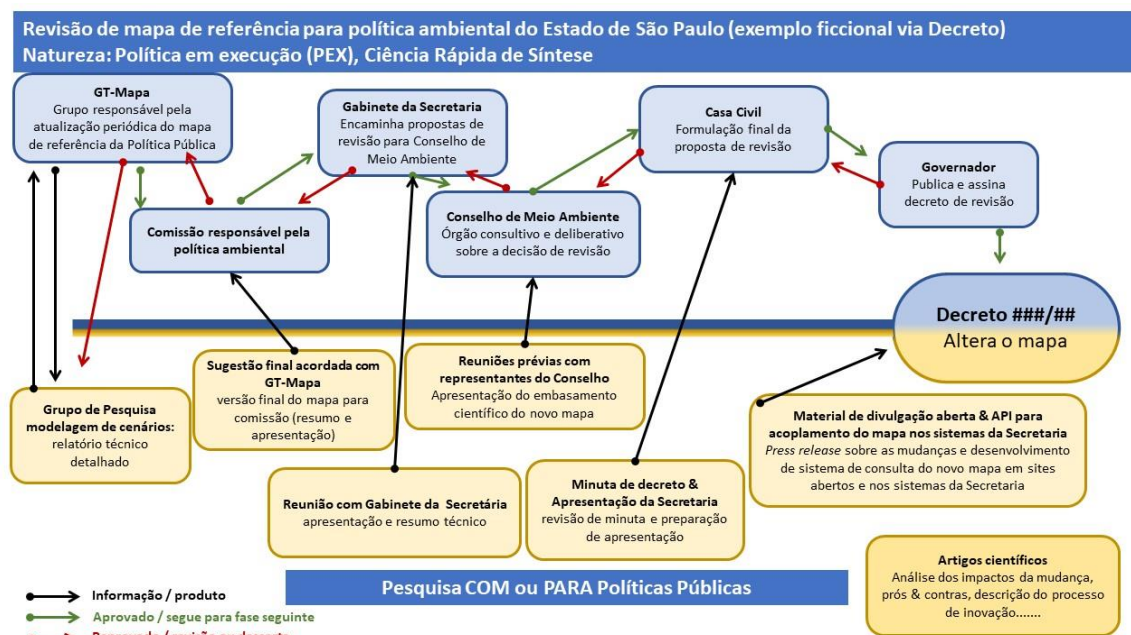 Revisão de mapa de referência para política ambiental do Estado de São Paulo (exemplo ficcional via Decreto)
Natureza: Política em execução (PEX), Ciência Rápida de Síntese
GT-Mapa
Grupo responsável pela
atualização periódica do mapa
de referência da Política Pública
Gabinete da Secretaria
Encaminha propostas de
revisão para Conselho de
Meio Ambiente
Casa Civil
Formulação final da
proposta de revisão
Governador
Publica e assina
decreto de revisão
Comissão responsável pela
política ambiental
Conselho de Meio Ambiente
Órgão consultivo e deliberativo
sobre a decisão de revisão
Decreto ###/##
Altera o mapa
Sugestão final acordada com
GT-Mapa
versão final do mapa para
comissão (resumo e
apresentação)
Reuniões prévias com
representantes do Conselho
Apresentação do embasamento
científico do novo mapa
Grupo de Pesquisa
modelagem de cenários:
relatório técnico
detalhado
Material de divulgação aberta & API para
acoplamento do mapa nos sistemas da Secretaria
Press release sobre as mudanças e desenvolvimento
de sistema de consulta do novo mapa em sites
abertos e nos sistemas da Secretaria
Reunião com Gabinete da Secretária
apresentação e resumo técnico
Minuta de decreto &
Apresentação da Secretaria
revisão de minuta e preparação
de apresentação
Artigos científicos
Análise dos impactos da mudança,
prós & contras, descrição do processo
de inovação.......
Pesquisa COM ou PARA Políticas Públicas
Informação / produto
Aprovado / segue para fase seguinte